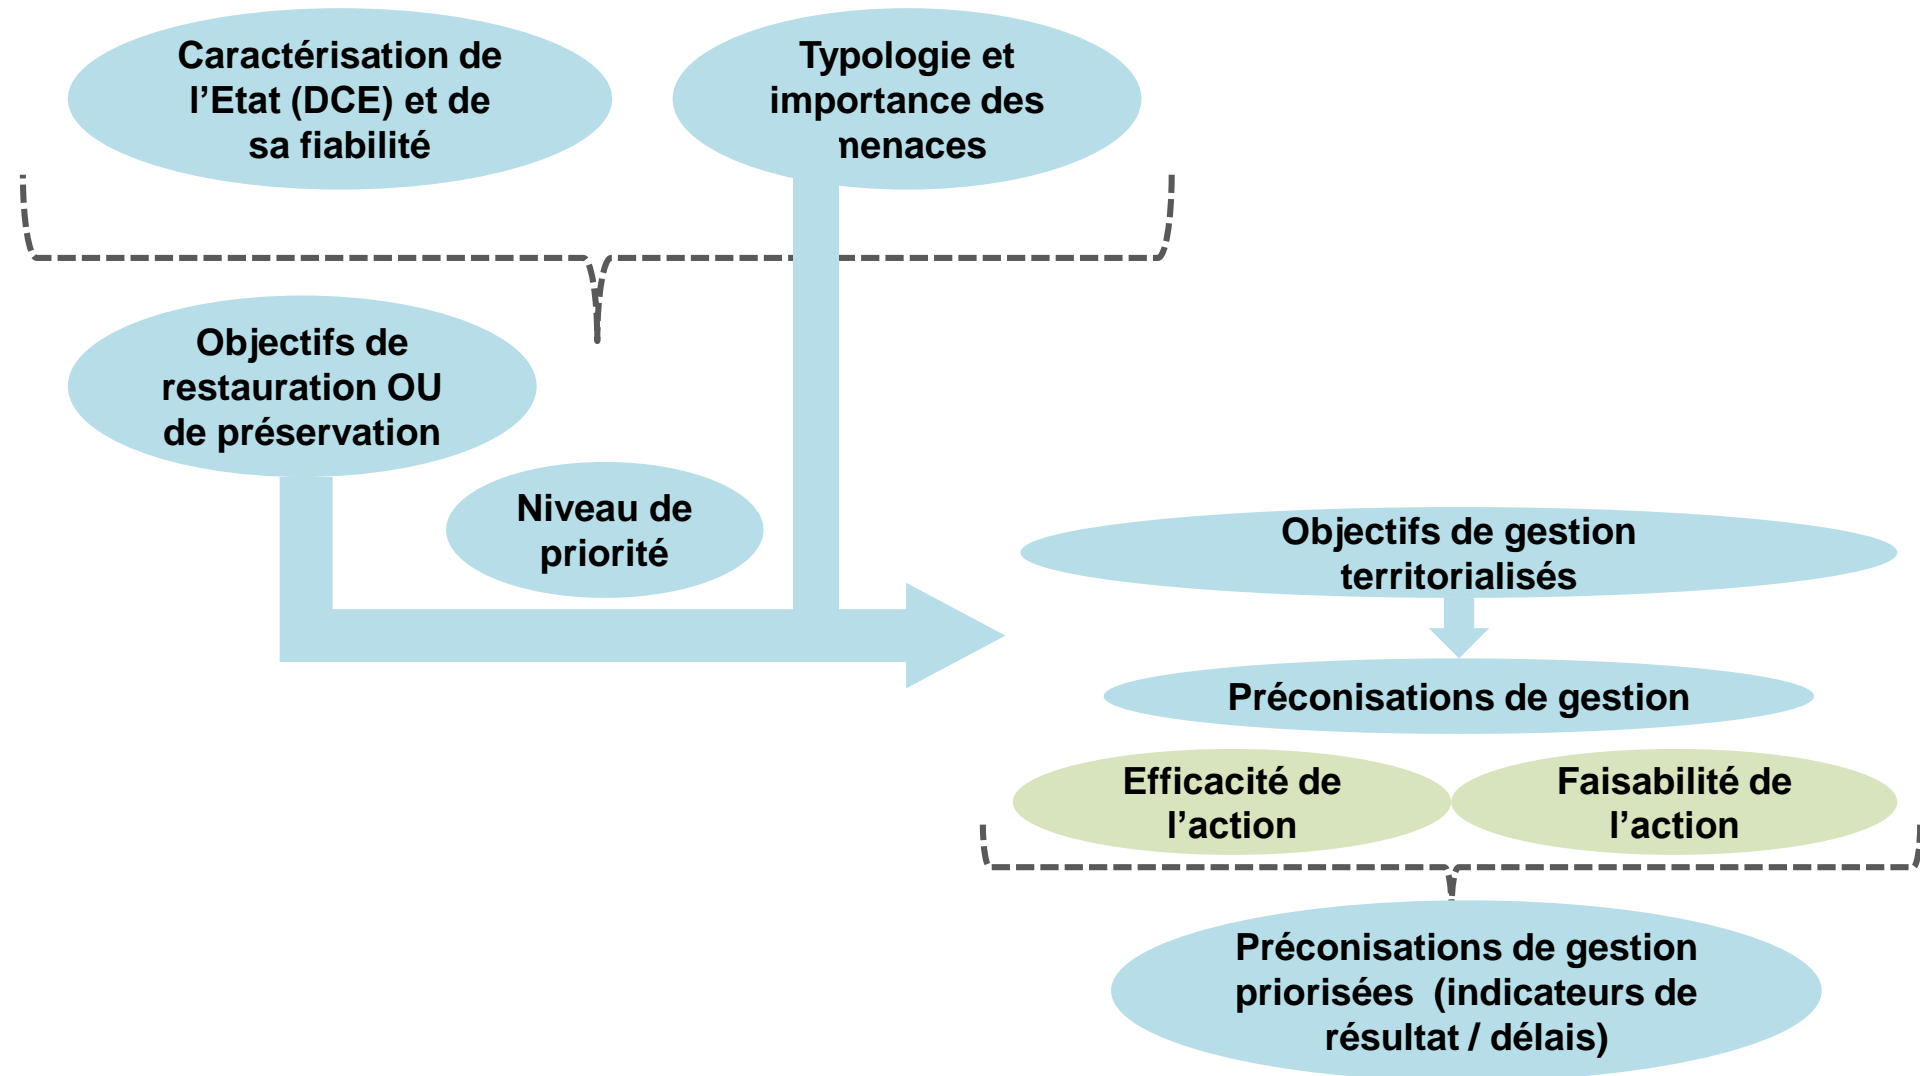 Caractérisation de
l’Etat (DCE) et de
sa fiabilité
Typologie et
importance des
menaces
Objectifs de
restauration OU
de préservation
Niveau de
priorité
Objectifs de gestion
territorialisés
Préconisations de gestion
Efficacité de
l’action
Faisabilité de
l’action
Préconisations de gestion
priorisées (indicateurs de
résultat / délais)